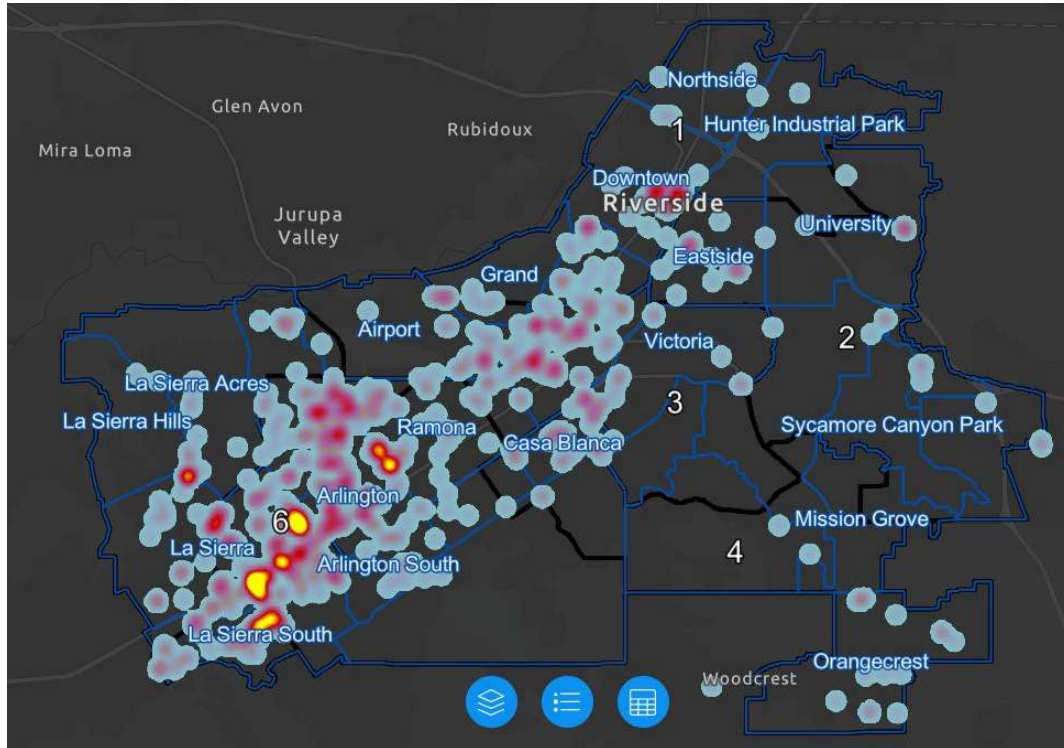 Northside
Glen Avon
1
Hunter Industrial Park
Rubidoux
Mira Loma
Downtown
Riverside
Jurupa
Valley
University
Eastside
Grand
Airport
Victoria
2
La Sierra Acres
3
La Sierra Hills
Ramona
Casa Blanca
Sycamore Canyon Park
Arlington
6
Mission Grove
La Sierra
4
Arlington South
La Sierra South
Orangecrest
Woodcrest